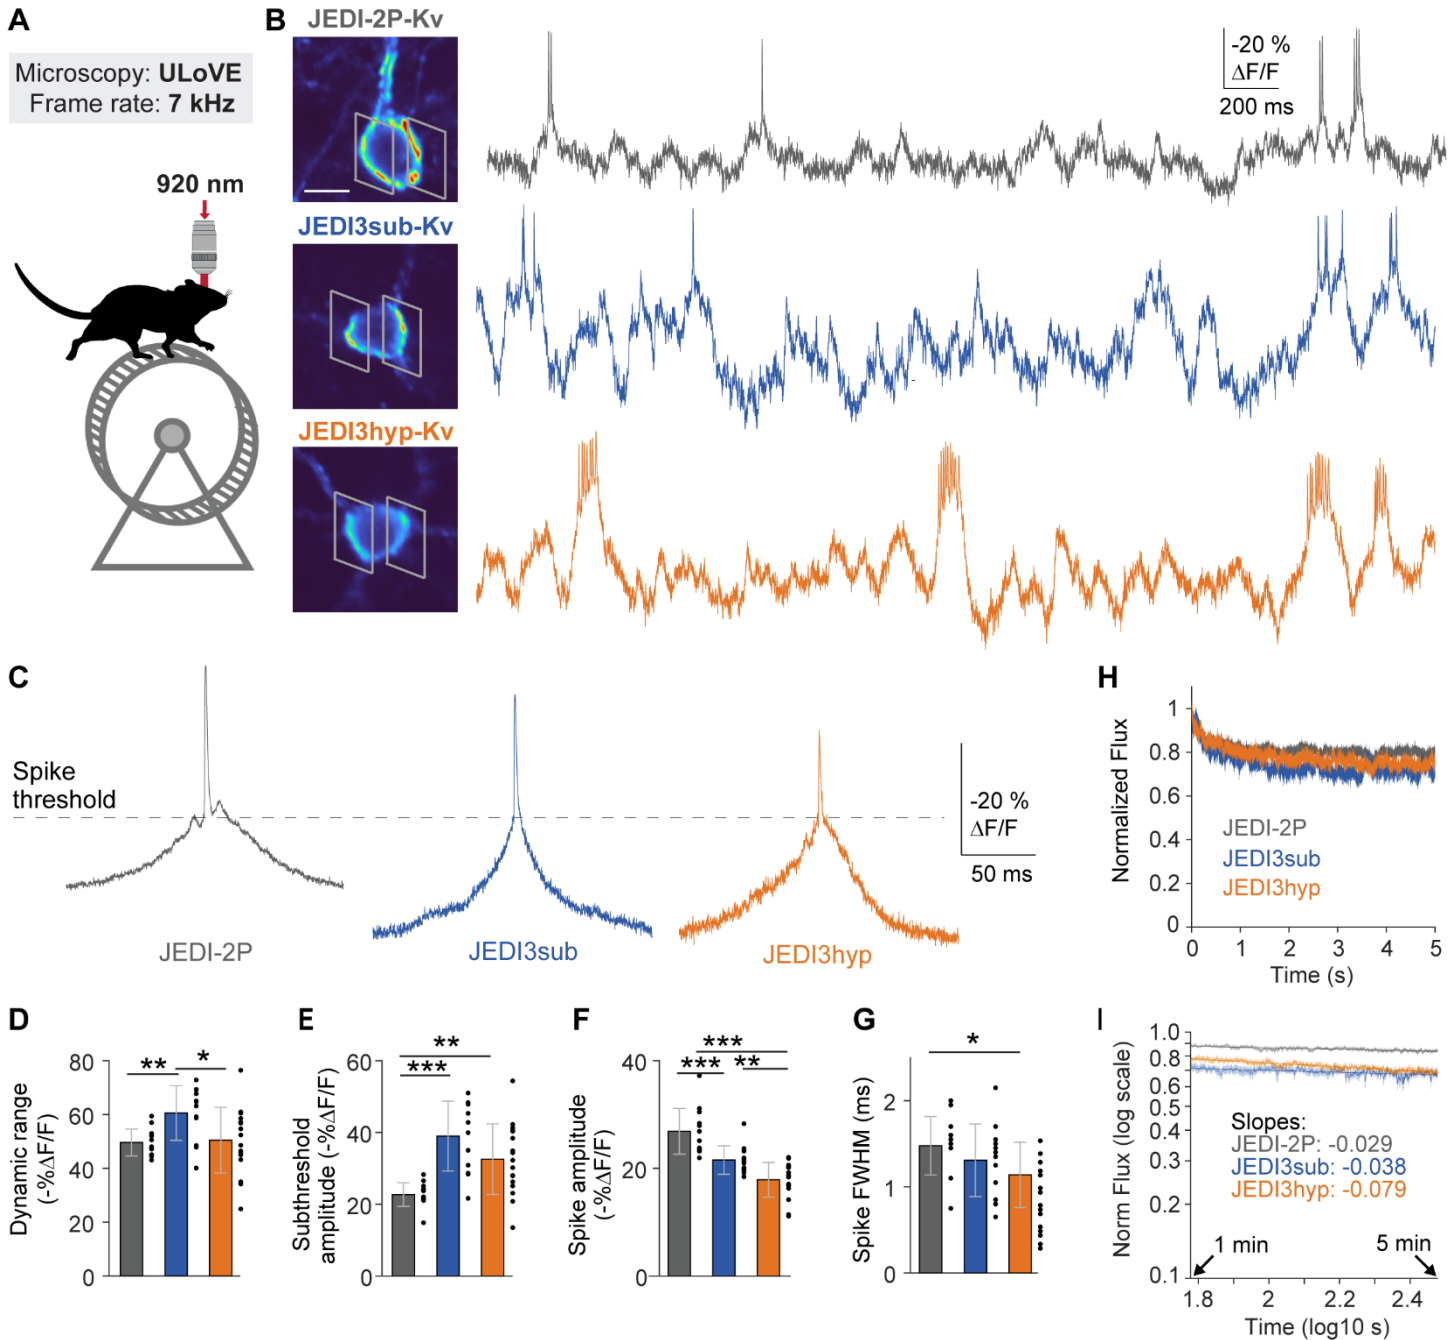 A
Microscopy: ULoVE
Frame rate: 7 kHz
920 nm
B
JEDI-2P-Kv
-20 %
ΔF/F
200 ms
JEDI3sub-Kv
JEDI3hyp-Kv
C
Spike
threshold
JEDI-2P
JEDI3sub
JEDI3hyp
-20 %
ΔF/F
50 ms
H
Normalized Flux
1
0.8
0.6
0.4
0.2
0
JEDI-2P
JEDI3sub
JEDI3hyp
0 1 2 3 4 5
Time (s)
D
Dynamic range
(-%ΔF/F)
80
60
40
20
0
**
*
E
Subthreshold
amplitude (-%ΔF/F)
60
40
20
0
**
***
F
Spike amplitude
(-%ΔF/F)
40
20
0
***
***
**
G
Spike FWHM (ms)
2
1
0
*
I
Norm Flux (log scale)
1.0
0.8
0.6
0.5
0.4
0.3
0.2
0.1
Slopes:
JEDI-2P: -0.029
JEDI3sub: -0.038
JEDI3hyp: -0.079
1 min
5 min
1.8 2 2.2 2.4
Time (log10 s)